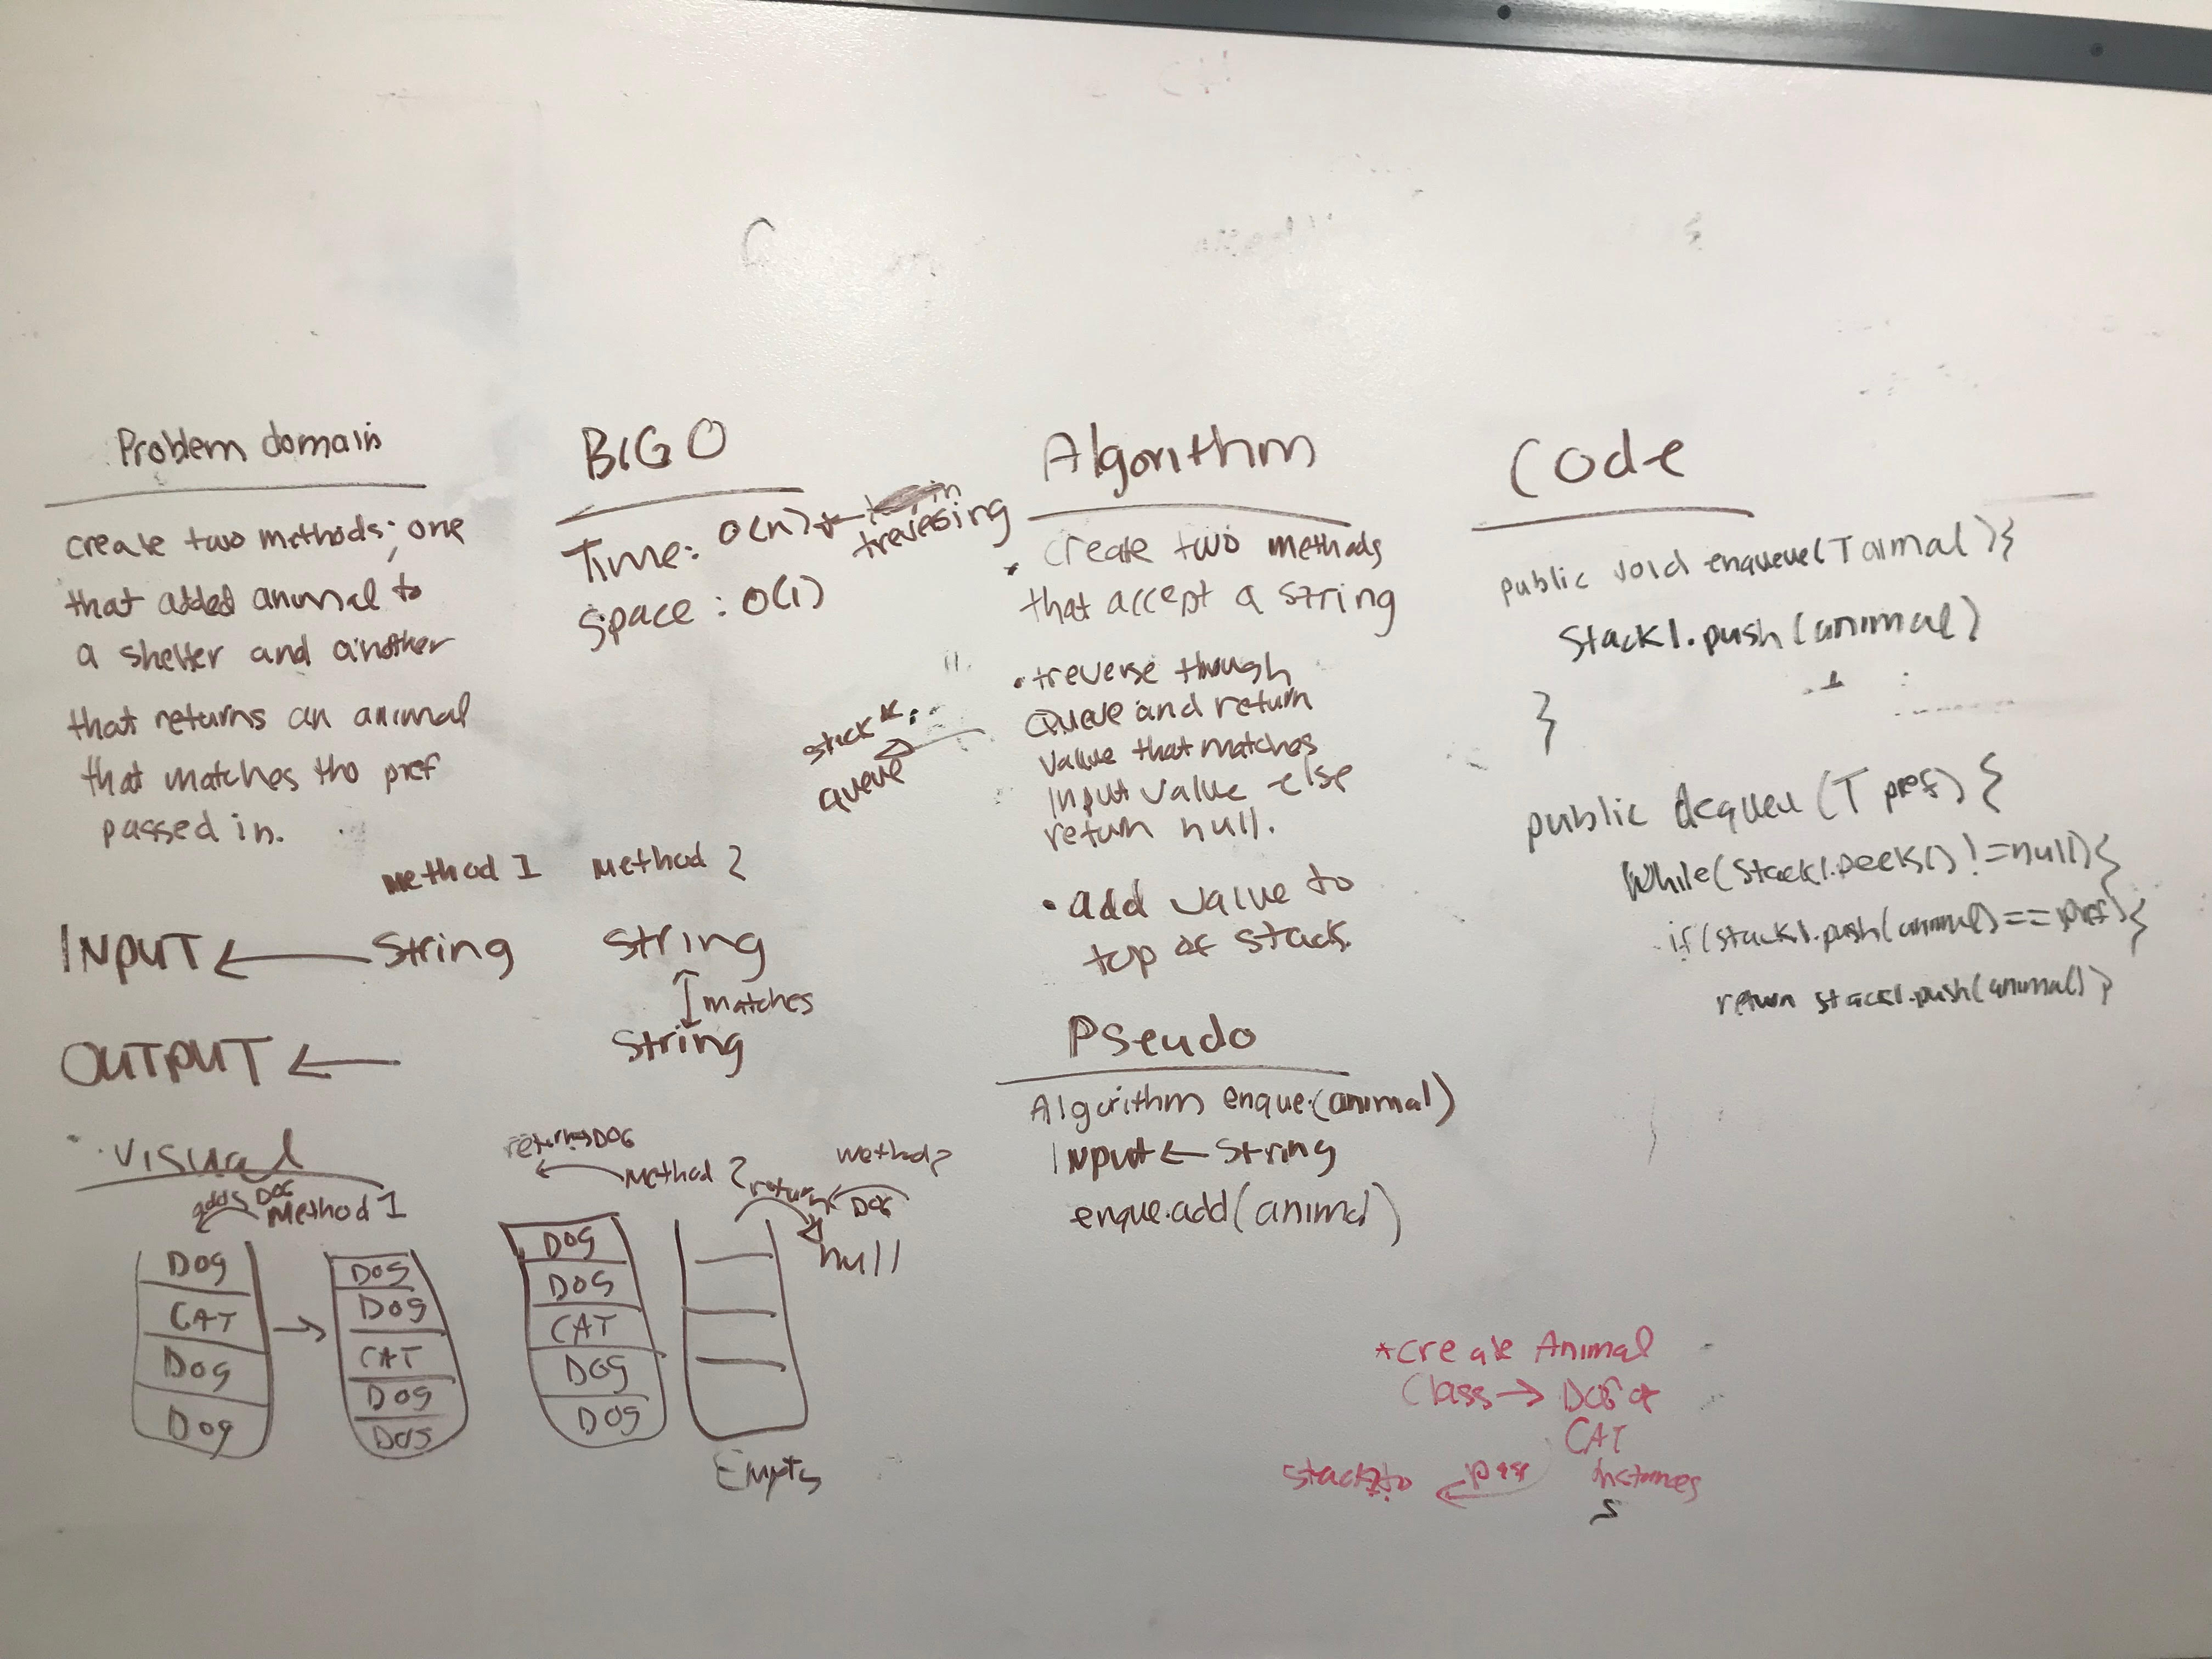 Problem domain
create two methods; one
that added animal to
a shelter and another
that returns an animal
that matches the pref
passed in.
method 1 method 2
INPUT ← string string
matches
OUTPUT ← string
Visual
adds DOG
Method 1
DOG
CAT
DOG
DOG
DOG
DOG
CAT
DOG
DOG
returns DOG
Method 2
DOG
DOG
CAT
DOG
DOG
return
method 2
DOG
null
Empty
BIG O
Time: O(n) ← in
treversing
Space: O(1)
Algorithm
• create two methods
that accept a string
• treverse though
Queue and return
value that matches
input value else
return null.
stack
queue
• add value to
top of stack.
Pseudo
Algorithm enque(animal)
Input ← string
enque.add(animal)
Code
public void enqueue(T aimal){
Stack1.push(animal)
}
public dequeu(T pref){
While(stack1.peek() != null){
if(stack1.push(animal) == pref){
return stack1.push(animal)}
*create Animal
Class → DOG or
CAT
instances
pass